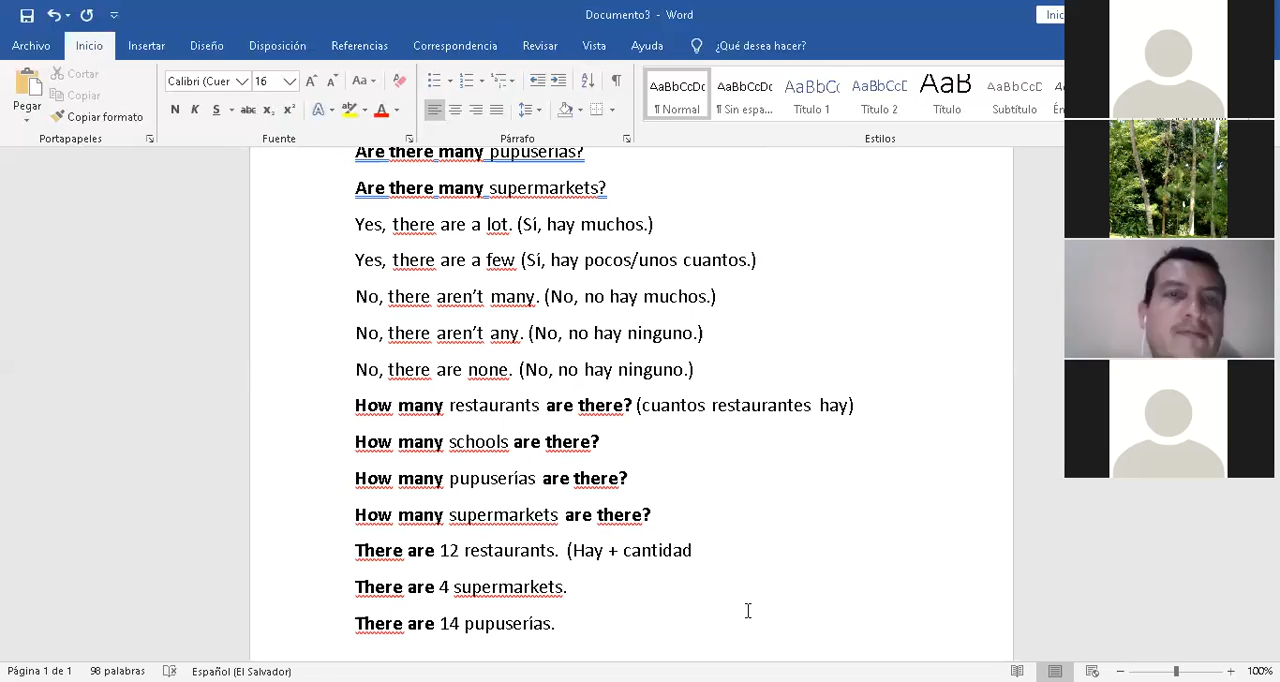 Documento3 - Word
Inic
Archivo Inicio Insertar Diseño Disposición Referencias Correspondencia Revisar Vista Ayuda ¿Qué desea hacer?
Pegar
Cortar
Copiar
Copiar formato
Calibri (Cuer 16
N K S abc x₂ x²
AaBbCcDc AaBbCcDc AaBbCc AaBbCcD AaB AaBbCcD
¶ Normal ¶ Sin espa... Título 1 Título 2 Título Subtítulo
Portapapeles Fuente Párrafo Estilos
Are there many pupuserías?
Are there many supermarkets?
Yes, there are a lot. (Sí, hay muchos.)
Yes, there are a few (Sí, hay pocos/unos cuantos.)
No, there aren’t many. (No, no hay muchos.)
No, there aren’t any. (No, no hay ninguno.)
No, there are none. (No, no hay ninguno.)
How many restaurants are there? (cuantos restaurantes hay)
How many schools are there?
How many pupuserías are there?
How many supermarkets are there?
There are 12 restaurants. (Hay + cantidad
There are 4 supermarkets.
There are 14 pupuserías.
Página 1 de 1 98 palabras Español (El Salvador) 100%